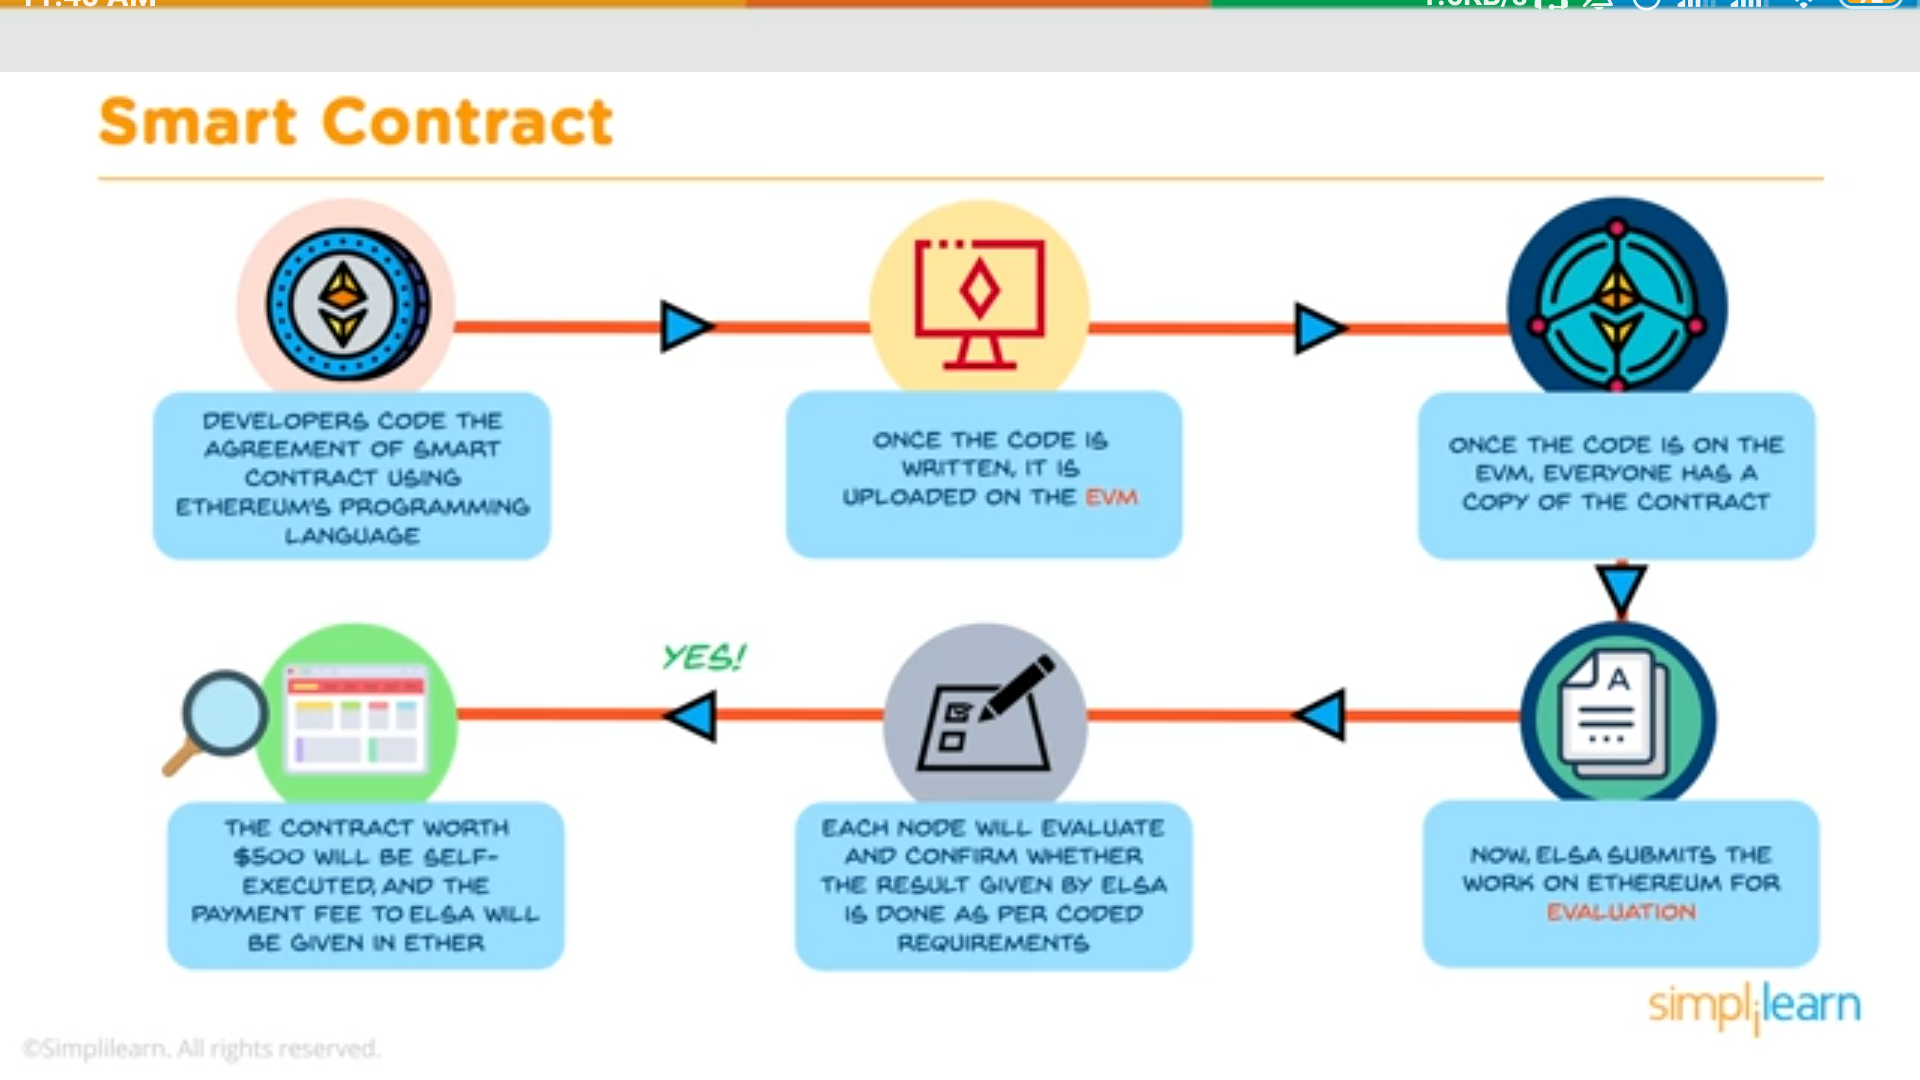 Smart Contract
DEVELOPERS CODE THE
AGREEMENT OF SMART
CONTRACT USING
ETHEREUM'S PROGRAMMING
LANGUAGE
ONCE THE CODE IS
WRITTEN, IT IS
UPLOADED ON THE EVM
ONCE THE CODE IS ON THE
EVM, EVERYONE HAS A
COPY OF THE CONTRACT
A
NOW, ELSA SUBMITS THE
WORK ON ETHEREUM FOR
EVALUATION
EACH NODE WILL EVALUATE
AND CONFIRM WHETHER
THE RESULT GIVEN BY ELSA
IS DONE AS PER CODED
REQUIREMENTS
YES!
THE CONTRACT WORTH
$500 WILL BE SELF-
EXECUTED, AND THE
PAYMENT FEE TO ELSA WILL
BE GIVEN IN ETHER
simplilearn
©Simplilearn. All rights reserved.